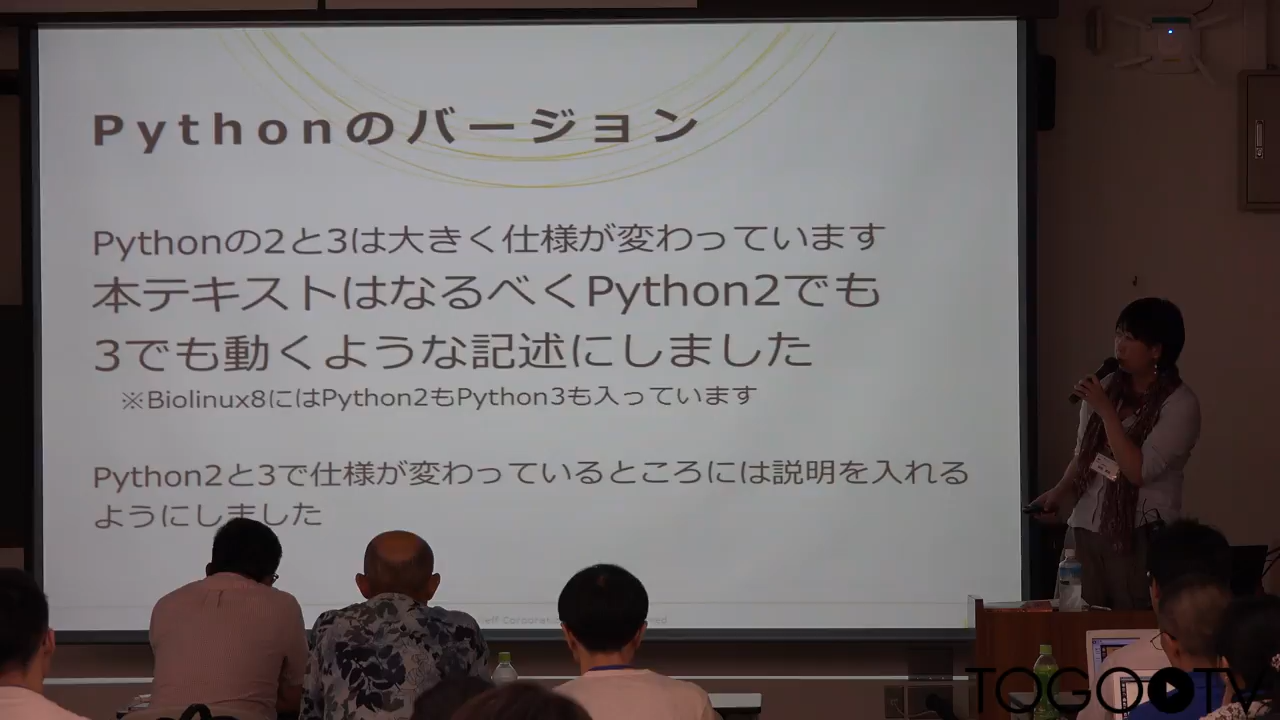 Pythonのバージョン
Pythonの2と3は大きく仕様が変わっています
本テキストはなるべくPython2でも
3でも動くような記述にしました
※Biolinux8にはPython2もPython3も入っています
Python2と3で仕様が変わっているところには説明を入れる
ようにしました
TOGOTV